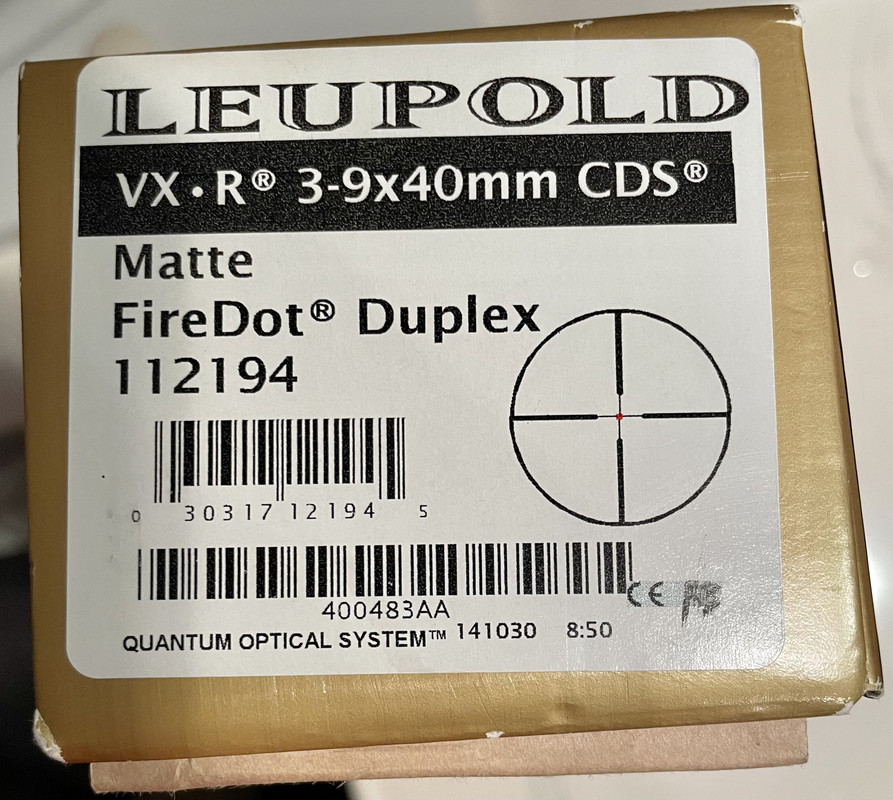 LEUPOLD
VX·R® 3-9x40mm CDS®
Matte
FireDot® Duplex
112194
0 30317 12194 5
400483AA
CE
QUANTUM OPTICAL SYSTEM™ 141030 8:50